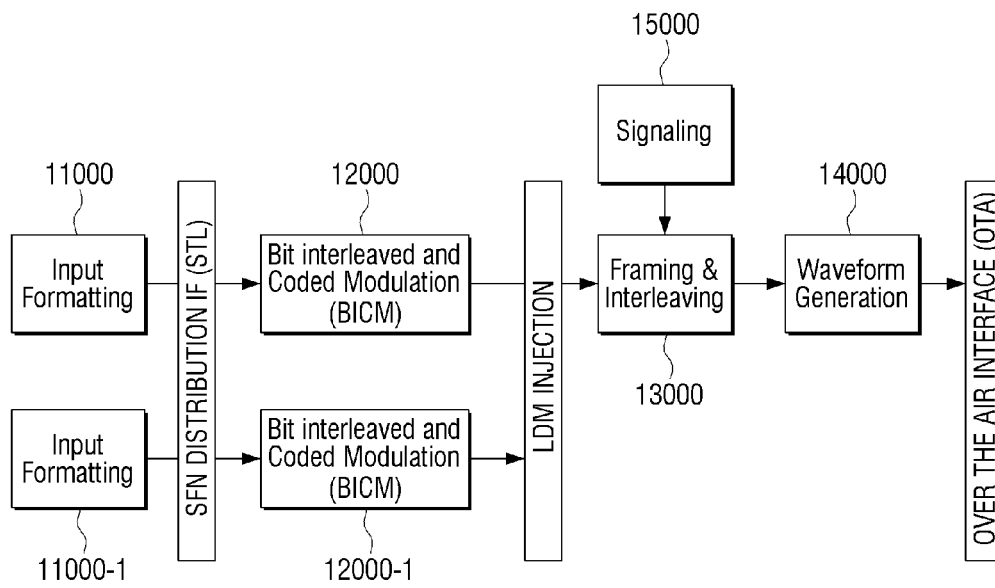 15000
Signaling
11000
12000
14000
Input
Formatting
SFN DISTRIBUTION IF (STL)
Bit interleaved and
Coded Modulation
(BICM)
LDM INJECTION
Framing &
Interleaving
Waveform
Generation
OVER THE AIR INTERFACE (OTA)
13000
Input
Formatting
Bit interleaved and
Coded Modulation
(BICM)
11000-1
12000-1